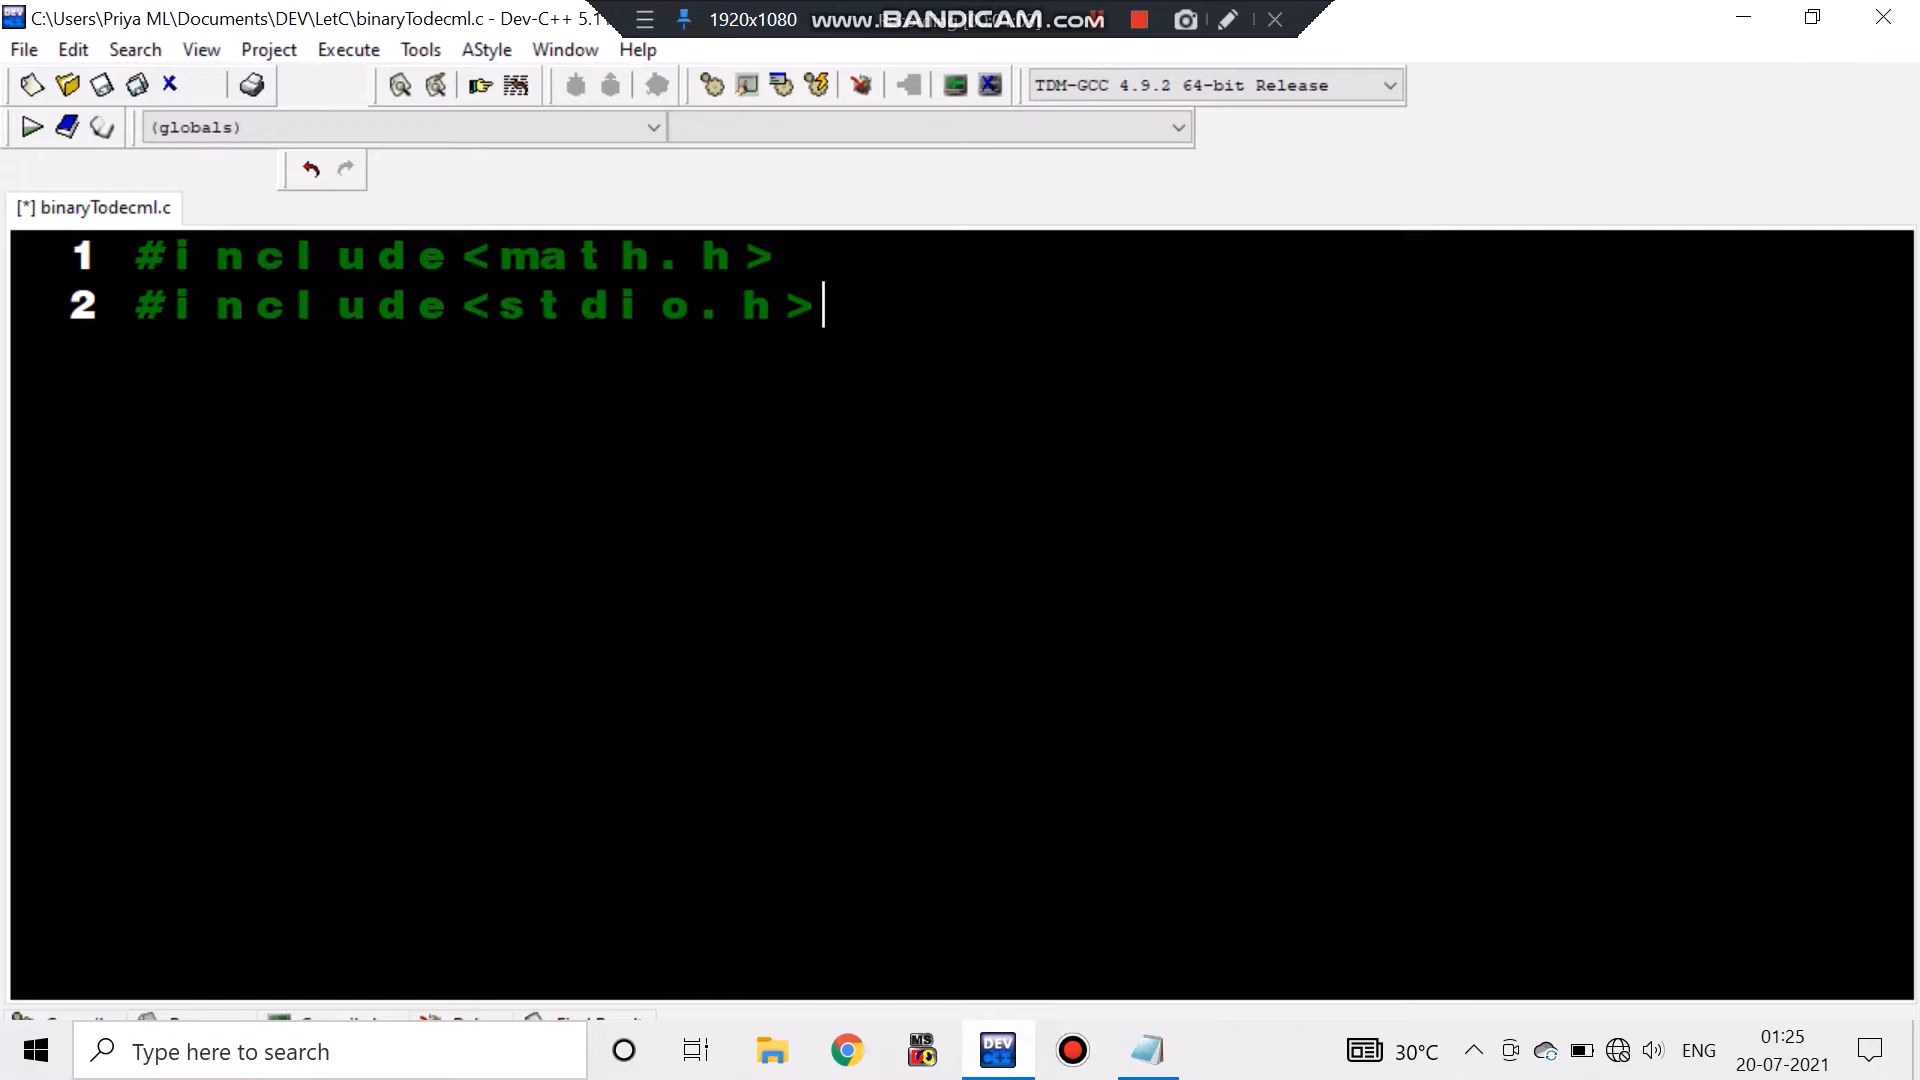 C:\Users\Priya ML\Documents\DEV\LetC\binaryTodecml.c - Dev-C++ 5.1
1920x1080
www.BANDICAM.com
File Edit Search View Project Execute Tools AStyle Window Help
TDM-GCC 4.9.2 64-bit Release
(globals)
[*] binaryTodecml.c
1 #include<math.h>
2 #include<stdio.h>
Type here to search
MS
DEV
C++
30°C
ENG
01:25
20-07-2021